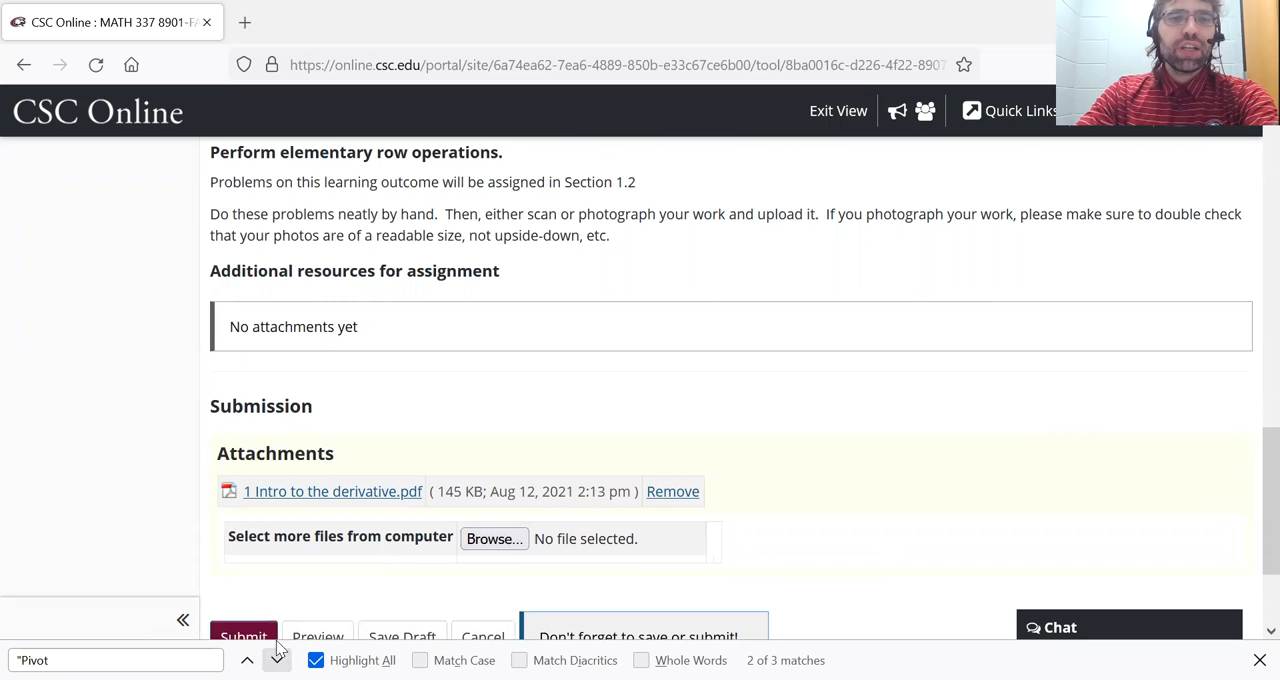 CSC Online : MATH 337 8901-FA
https://online.csc.edu/portal/site/6a74ea62-7ea6-4889-850b-e33c67ce6b00/tool/8ba0016c-d226-4f22-8907
CSC Online
Exit View
Quick Links
Perform elementary row operations.
Problems on this learning outcome will be assigned in Section 1.2
Do these problems neatly by hand. Then, either scan or photograph your work and upload it. If you photograph your work, please make sure to double check
that your photos are of a readable size, not upside-down, etc.
Additional resources for assignment
No attachments yet
Submission
Attachments
1 Intro to the derivative.pdf ( 145 KB; Aug 12, 2021 2:13 pm ) Remove
Select more files from computer Browse... No file selected.
Submit Preview Save Draft Cancel Don't forget to save or submit!
Chat
"Pivot Highlight All Match Case Match Diacritics Whole Words 2 of 3 matches